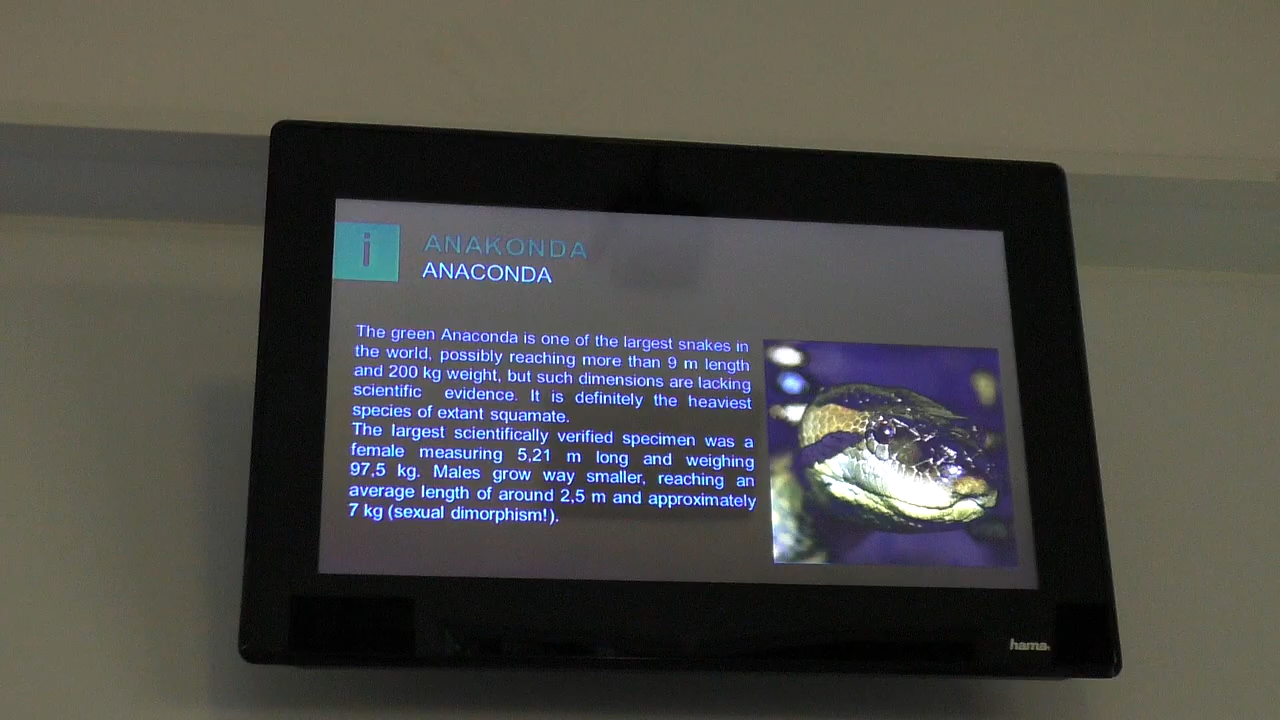 i
ANAKONDA
ANACONDA
The green Anaconda is one of the largest snakes in
the world, possibly reaching more than 9 m length
and 200 kg weight, but such dimensions are lacking
scientific evidence. It is definitely the heaviest
species of extant squamate.
The largest scientifically verified specimen was a
female measuring 5,21 m long and weighing
97,5 kg. Males grow way smaller, reaching an
average length of around 2,5 m and approximately
7 kg (sexual dimorphism!).
hama